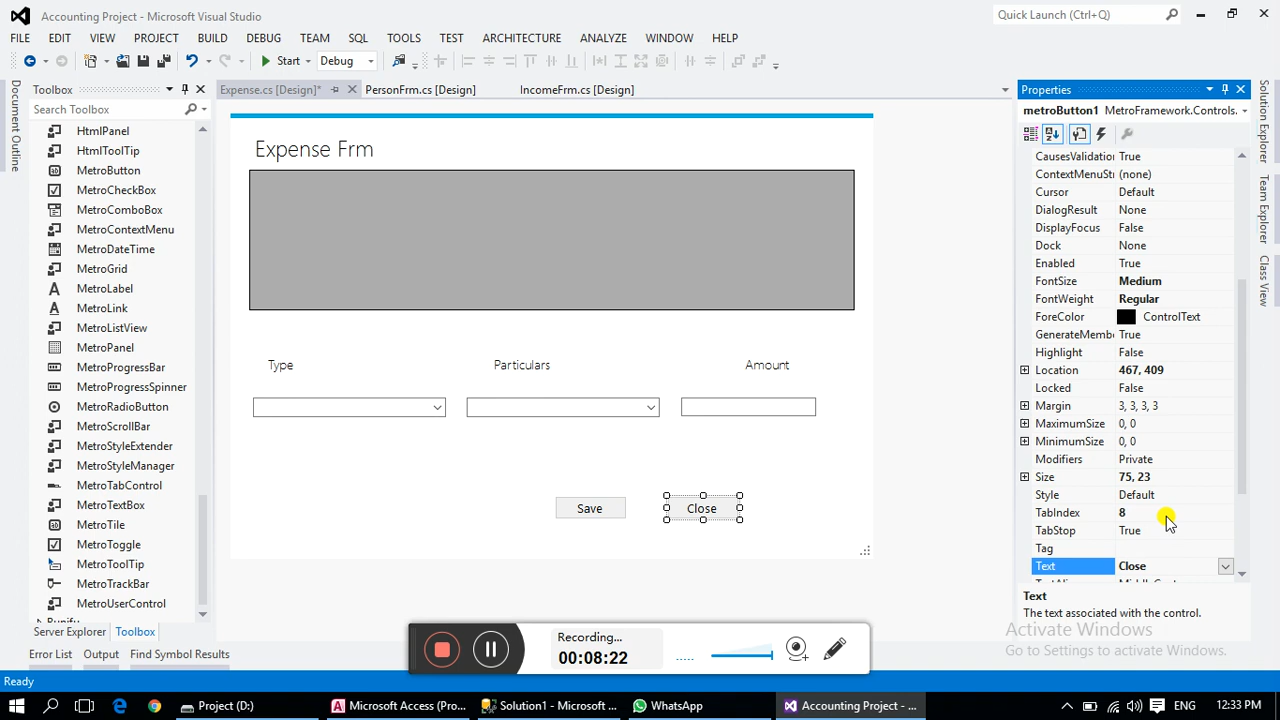 Accounting Project - Microsoft Visual Studio
Quick Launch (Ctrl+Q)
FILE EDIT VIEW PROJECT BUILD DEBUG TEAM SQL TOOLS TEST ARCHITECTURE ANALYZE WINDOW HELP
Start Debug
Document Outline
Toolbox
Search Toolbox
HtmlPanel
HtmlToolTip
MetroButton
MetroCheckBox
MetroComboBox
MetroContextMenu
MetroDateTime
MetroGrid
MetroLabel
MetroLink
MetroListView
MetroPanel
MetroProgressBar
MetroProgressSpinner
MetroRadioButton
MetroScrollBar
MetroStyleExtender
MetroStyleManager
MetroTabControl
MetroTextBox
MetroTile
MetroToggle
MetroToolTip
MetroTrackBar
MetroUserControl
Server Explorer Toolbox
Error List Output Find Symbol Results
Expense.cs [Design]* PersonFrm.cs [Design] IncomeFrm.cs [Design]
Expense Frm
Type Particulars Amount
Save Close
Properties
metroButton1 MetroFramework.Controls.
CausesValidation True
ContextMenuStr (none)
Cursor Default
DialogResult None
DisplayFocus False
Dock None
Enabled True
FontSize Medium
FontWeight Regular
ForeColor ControlText
GenerateMembe True
Highlight False
Location 467, 409
Locked False
Margin 3, 3, 3, 3
MaximumSize 0, 0
MinimumSize 0, 0
Modifiers Private
Size 75, 23
Style Default
TabIndex 8
TabStop True
Tag
Text Close
Text
The text associated with the control.
Solution Explorer
Team Explorer
Class View
Activate Windows
Go to Settings to activate Windows.
Recording...
00:08:22
Ready
Project (D:)
Microsoft Access (Pro...
Solution1 - Microsoft ...
WhatsApp
Accounting Project - ...
ENG
12:33 PM